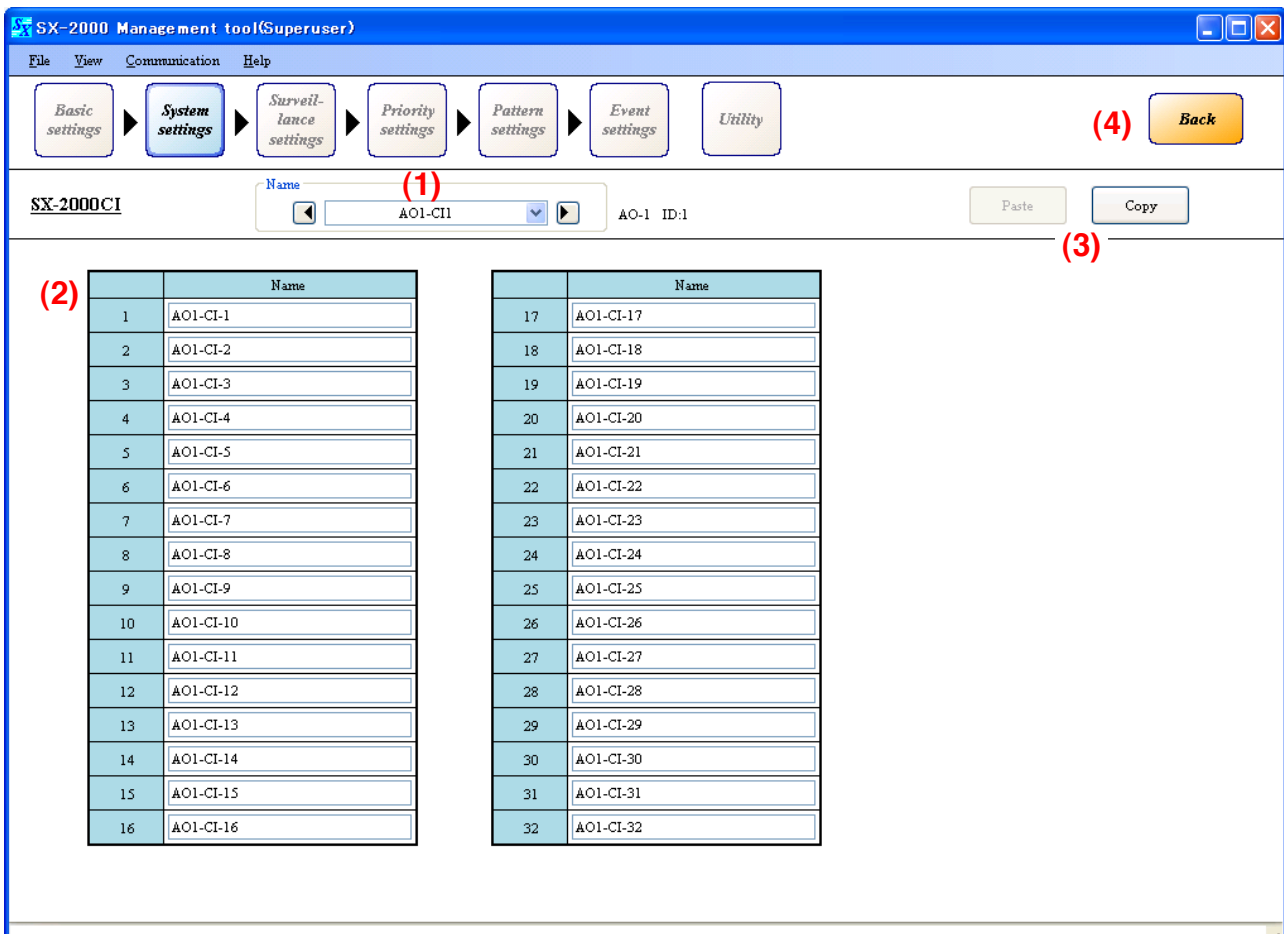 SX-2000 Management tool(Superuser)
File View Communication Help
Basic settings
System settings
Surveil-lance settings
Priority settings
Pattern settings
Event settings
Utility
(4)
Back
SX-2000CI
Name
(1)
AO1-CI1
AO-1 ID:1
Paste
Copy
(3)
(2)
Name
1 AO1-CI-1
2 AO1-CI-2
3 AO1-CI-3
4 AO1-CI-4
5 AO1-CI-5
6 AO1-CI-6
7 AO1-CI-7
8 AO1-CI-8
9 AO1-CI-9
10 AO1-CI-10
11 AO1-CI-11
12 AO1-CI-12
13 AO1-CI-13
14 AO1-CI-14
15 AO1-CI-15
16 AO1-CI-16
Name
17 AO1-CI-17
18 AO1-CI-18
19 AO1-CI-19
20 AO1-CI-20
21 AO1-CI-21
22 AO1-CI-22
23 AO1-CI-23
24 AO1-CI-24
25 AO1-CI-25
26 AO1-CI-26
27 AO1-CI-27
28 AO1-CI-28
29 AO1-CI-29
30 AO1-CI-30
31 AO1-CI-31
32 AO1-CI-32